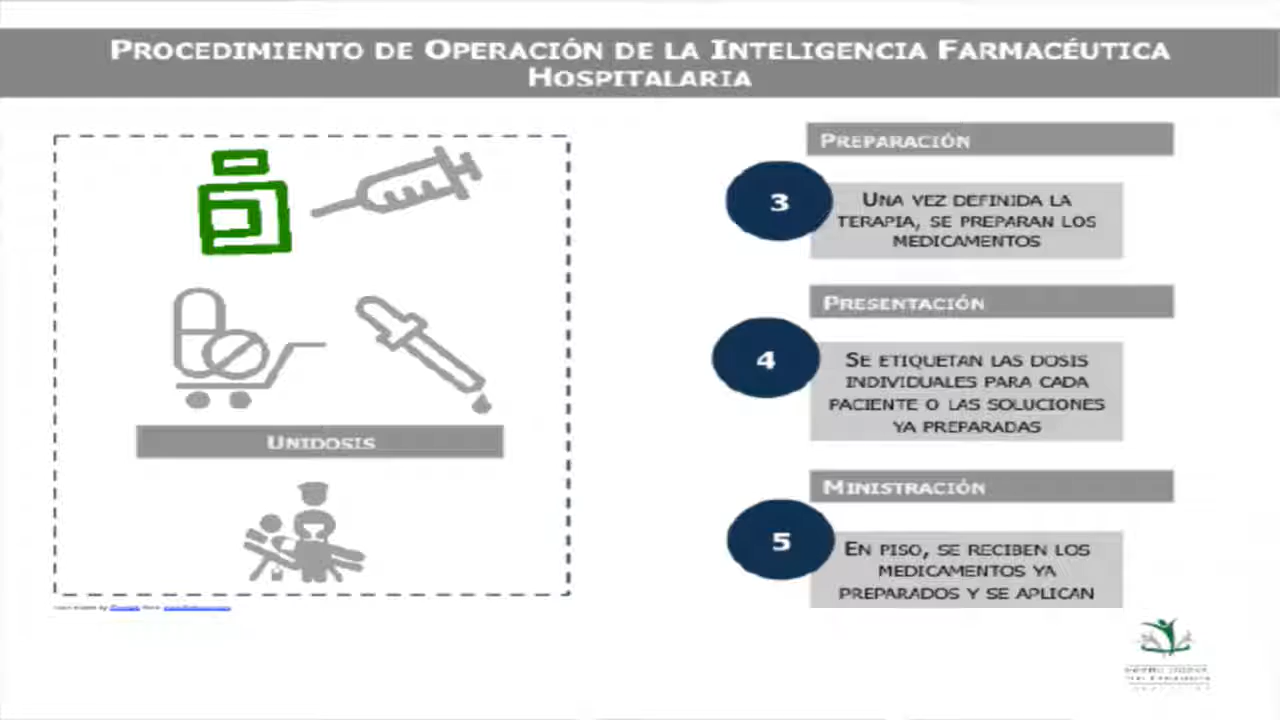 PROCEDIMIENTO DE OPERACIÓN DE LA INTELIGENCIA FARMACÉUTICA
HOSPITALARIA
UNIDOSIS
PREPARACIÓN
3
UNA VEZ DEFINIDA LA
TERAPIA, SE PREPARAN LOS
MEDICAMENTOS
PRESENTACIÓN
4
SE ETIQUETAN LAS DOSIS
INDIVIDUALES PARA CADA
PACIENTE O LAS SOLUCIONES
YA PREPARADAS
MINISTRACIÓN
5
EN PISO, SE RECIBEN LOS
MEDICAMENTOS YA
PREPARADOS Y SE APLICAN